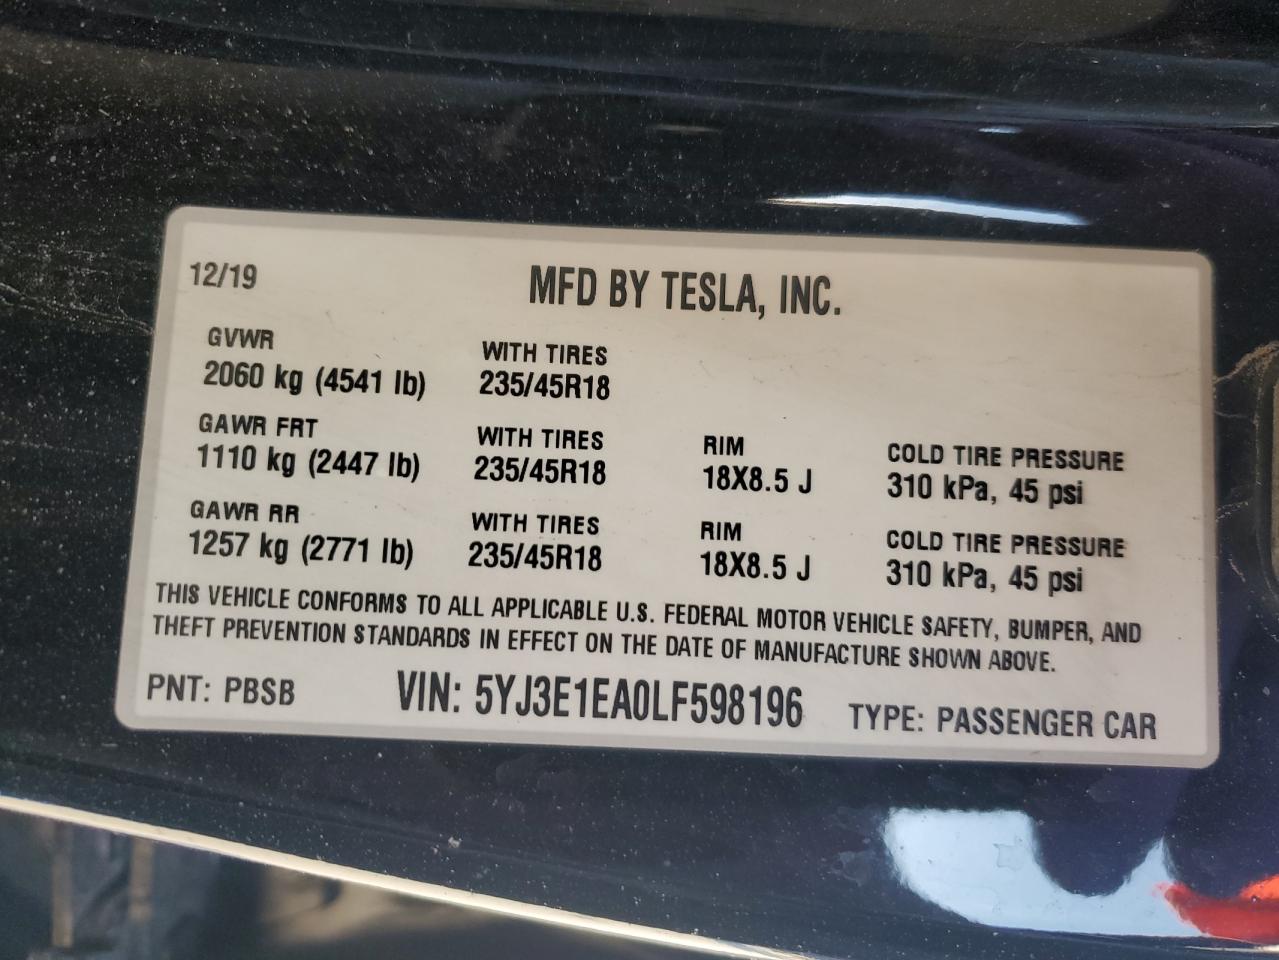 12/19 MFD BY TESLA, INC.
GVWR WITH TIRES
2060 kg (4541 lb) 235/45R18
GAWR FRT WITH TIRES RIM COLD TIRE PRESSURE
1110 kg (2447 lb) 235/45R18 18X8.5 J 310 kPa, 45 psi
GAWR RR WITH TIRES RIM COLD TIRE PRESSURE
1257 kg (2771 lb) 235/45R18 18X8.5 J 310 kPa, 45 psi
THIS VEHICLE CONFORMS TO ALL APPLICABLE U.S. FEDERAL MOTOR VEHICLE SAFETY, BUMPER, AND
THEFT PREVENTION STANDARDS IN EFFECT ON THE DATE OF MANUFACTURE SHOWN ABOVE.
PNT: PBSB VIN: 5YJ3E1EA0LF598196 TYPE: PASSENGER CAR